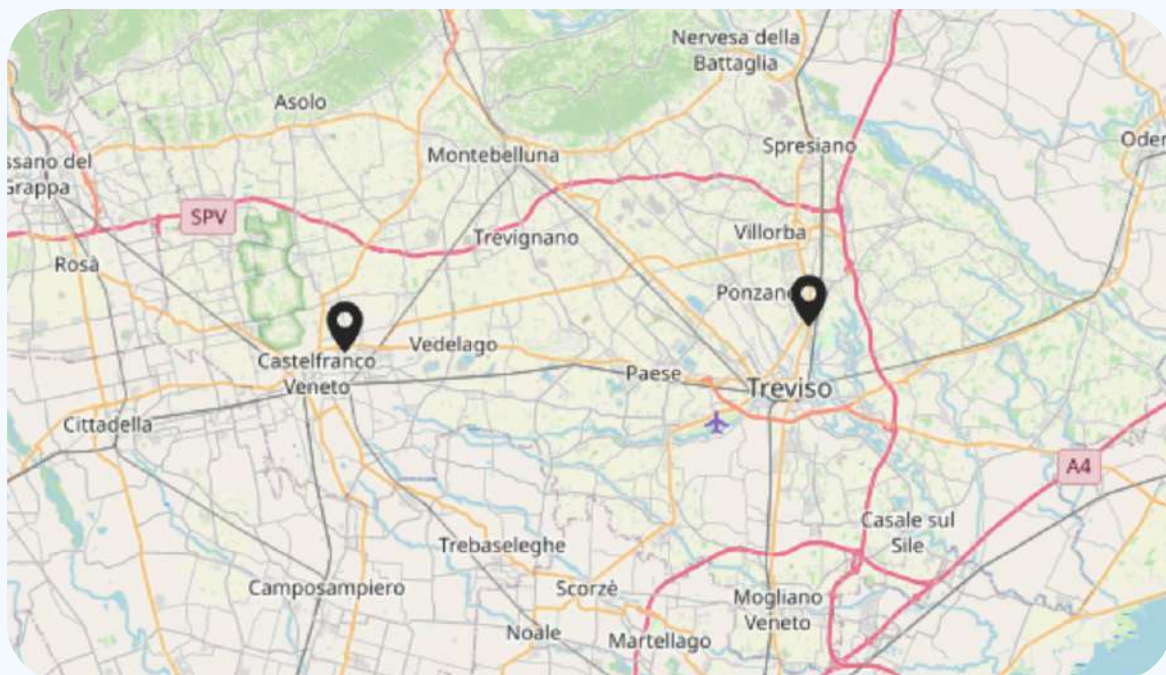 Nervesa della
Battaglia
Asolo
Spresiano
Montebelluna
ssano del
Grappa
Oder
SPV
Villorba
Trevignano
Rosà
Ponzan
Vedelago
Castelfranco
Veneto
Paese
Treviso
Cittadella
A4
Casale sul
Sile
Trebaseleghe
Camposampiero
Scorzè
Mogliano
Veneto
Noale
Martellago